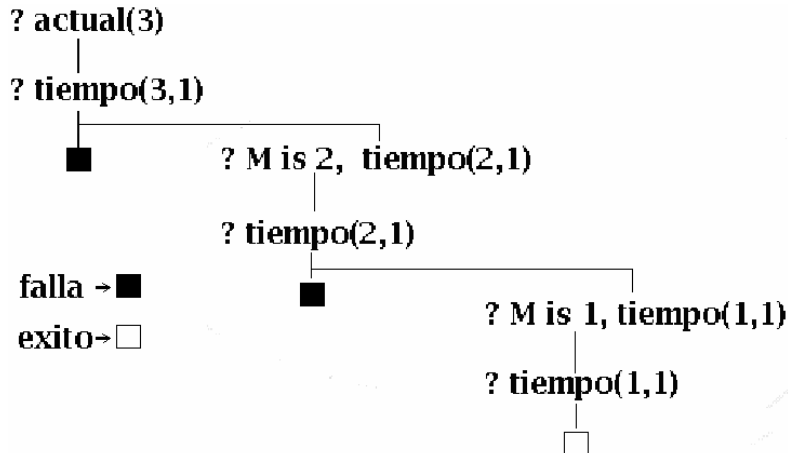 ? actual(3)
? tiempo(3,1)
? M is 2, tiempo(2,1)
? tiempo(2,1)
falla →
? M is 1, tiempo(1,1)
exito→
? tiempo(1,1)